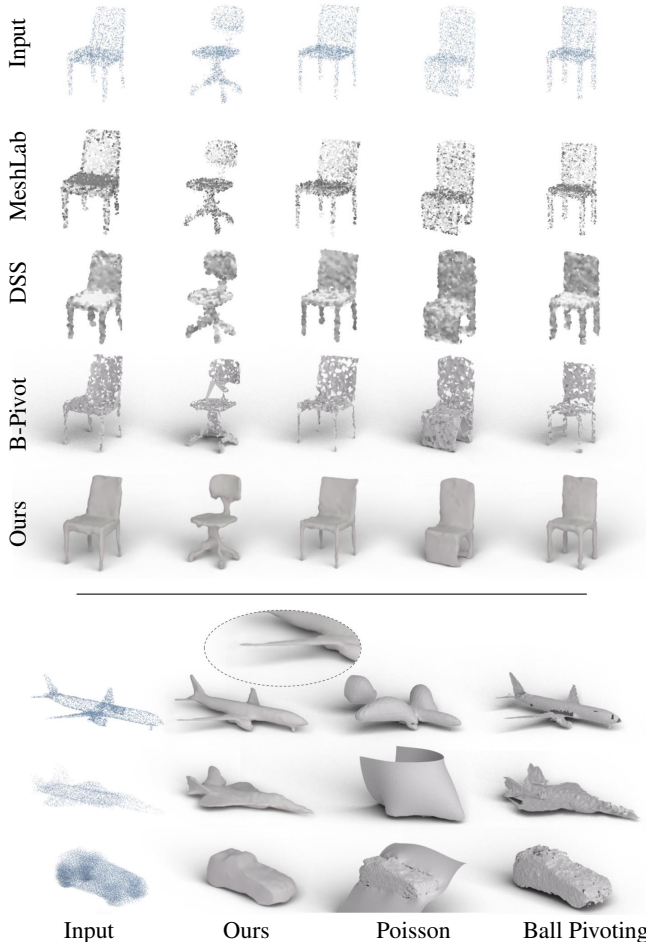 Input
MeshLab
DSS
B-Pivot
Ours
Input Ours Poisson Ball Pivoting